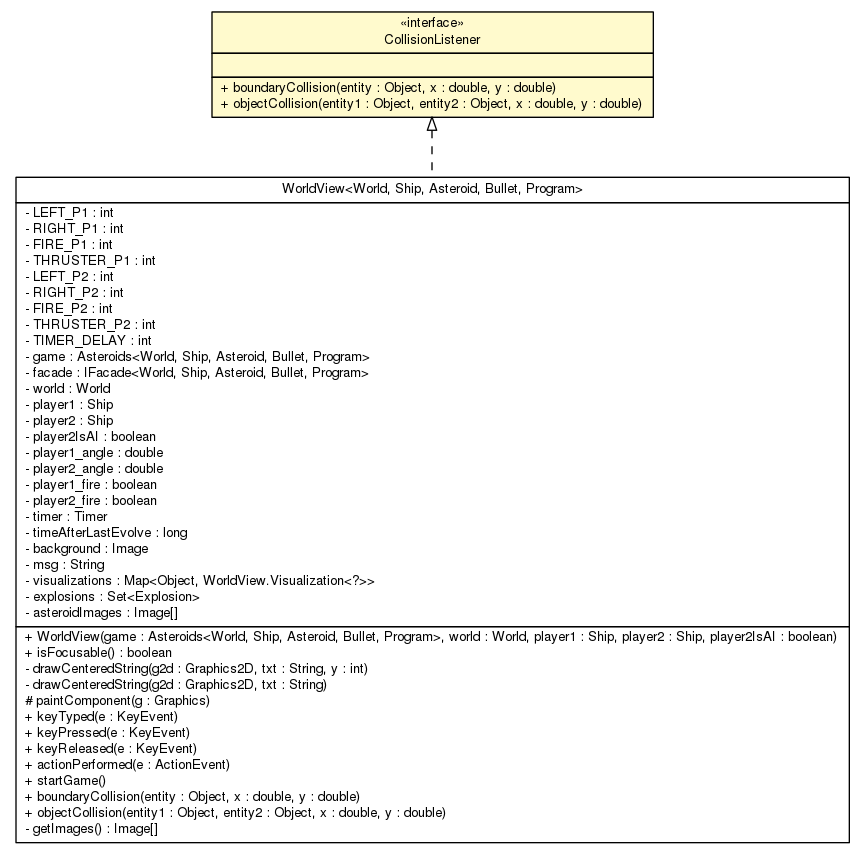 «interface»
CollisionListener
+ boundaryCollision(entity : Object, x : double, y : double)
+ objectCollision(entity1 : Object, entity2 : Object, x : double, y : double)
WorldView<World, Ship, Asteroid, Bullet, Program>
- LEFT_P1 : int
- RIGHT_P1 : int
- FIRE_P1 : int
- THRUSTER_P1 : int
- LEFT_P2 : int
- RIGHT_P2 : int
- FIRE_P2 : int
- THRUSTER_P2 : int
- TIMER_DELAY : int
- game : Asteroids<World, Ship, Asteroid, Bullet, Program>
- facade : IFacade<World, Ship, Asteroid, Bullet, Program>
- world : World
- player1 : Ship
- player2 : Ship
- player2IsAI : boolean
- player1_angle : double
- player2_angle : double
- player1_fire : boolean
- player2_fire : boolean
- timer : Timer
- timeAfterLastEvolve : long
- background : Image
- msg : String
- visualizations : Map<Object, WorldView.Visualization<?>>
- explosions : Set<Explosion>
- asteroidImages : Image[]
+ WorldView(game : Asteroids<World, Ship, Asteroid, Bullet, Program>, world : World, player1 : Ship, player2 : Ship, player2IsAI : boolean)
+ isFocusable() : boolean
- drawCenteredString(g2d : Graphics2D, txt : String, y : int)
- drawCenteredString(g2d : Graphics2D, txt : String)
# paintComponent(g : Graphics)
+ keyTyped(e : KeyEvent)
+ keyPressed(e : KeyEvent)
+ keyReleased(e : KeyEvent)
+ actionPerformed(e : ActionEvent)
+ startGame()
+ boundaryCollision(entity : Object, x : double, y : double)
+ objectCollision(entity1 : Object, entity2 : Object, x : double, y : double)
- getImages() : Image[]